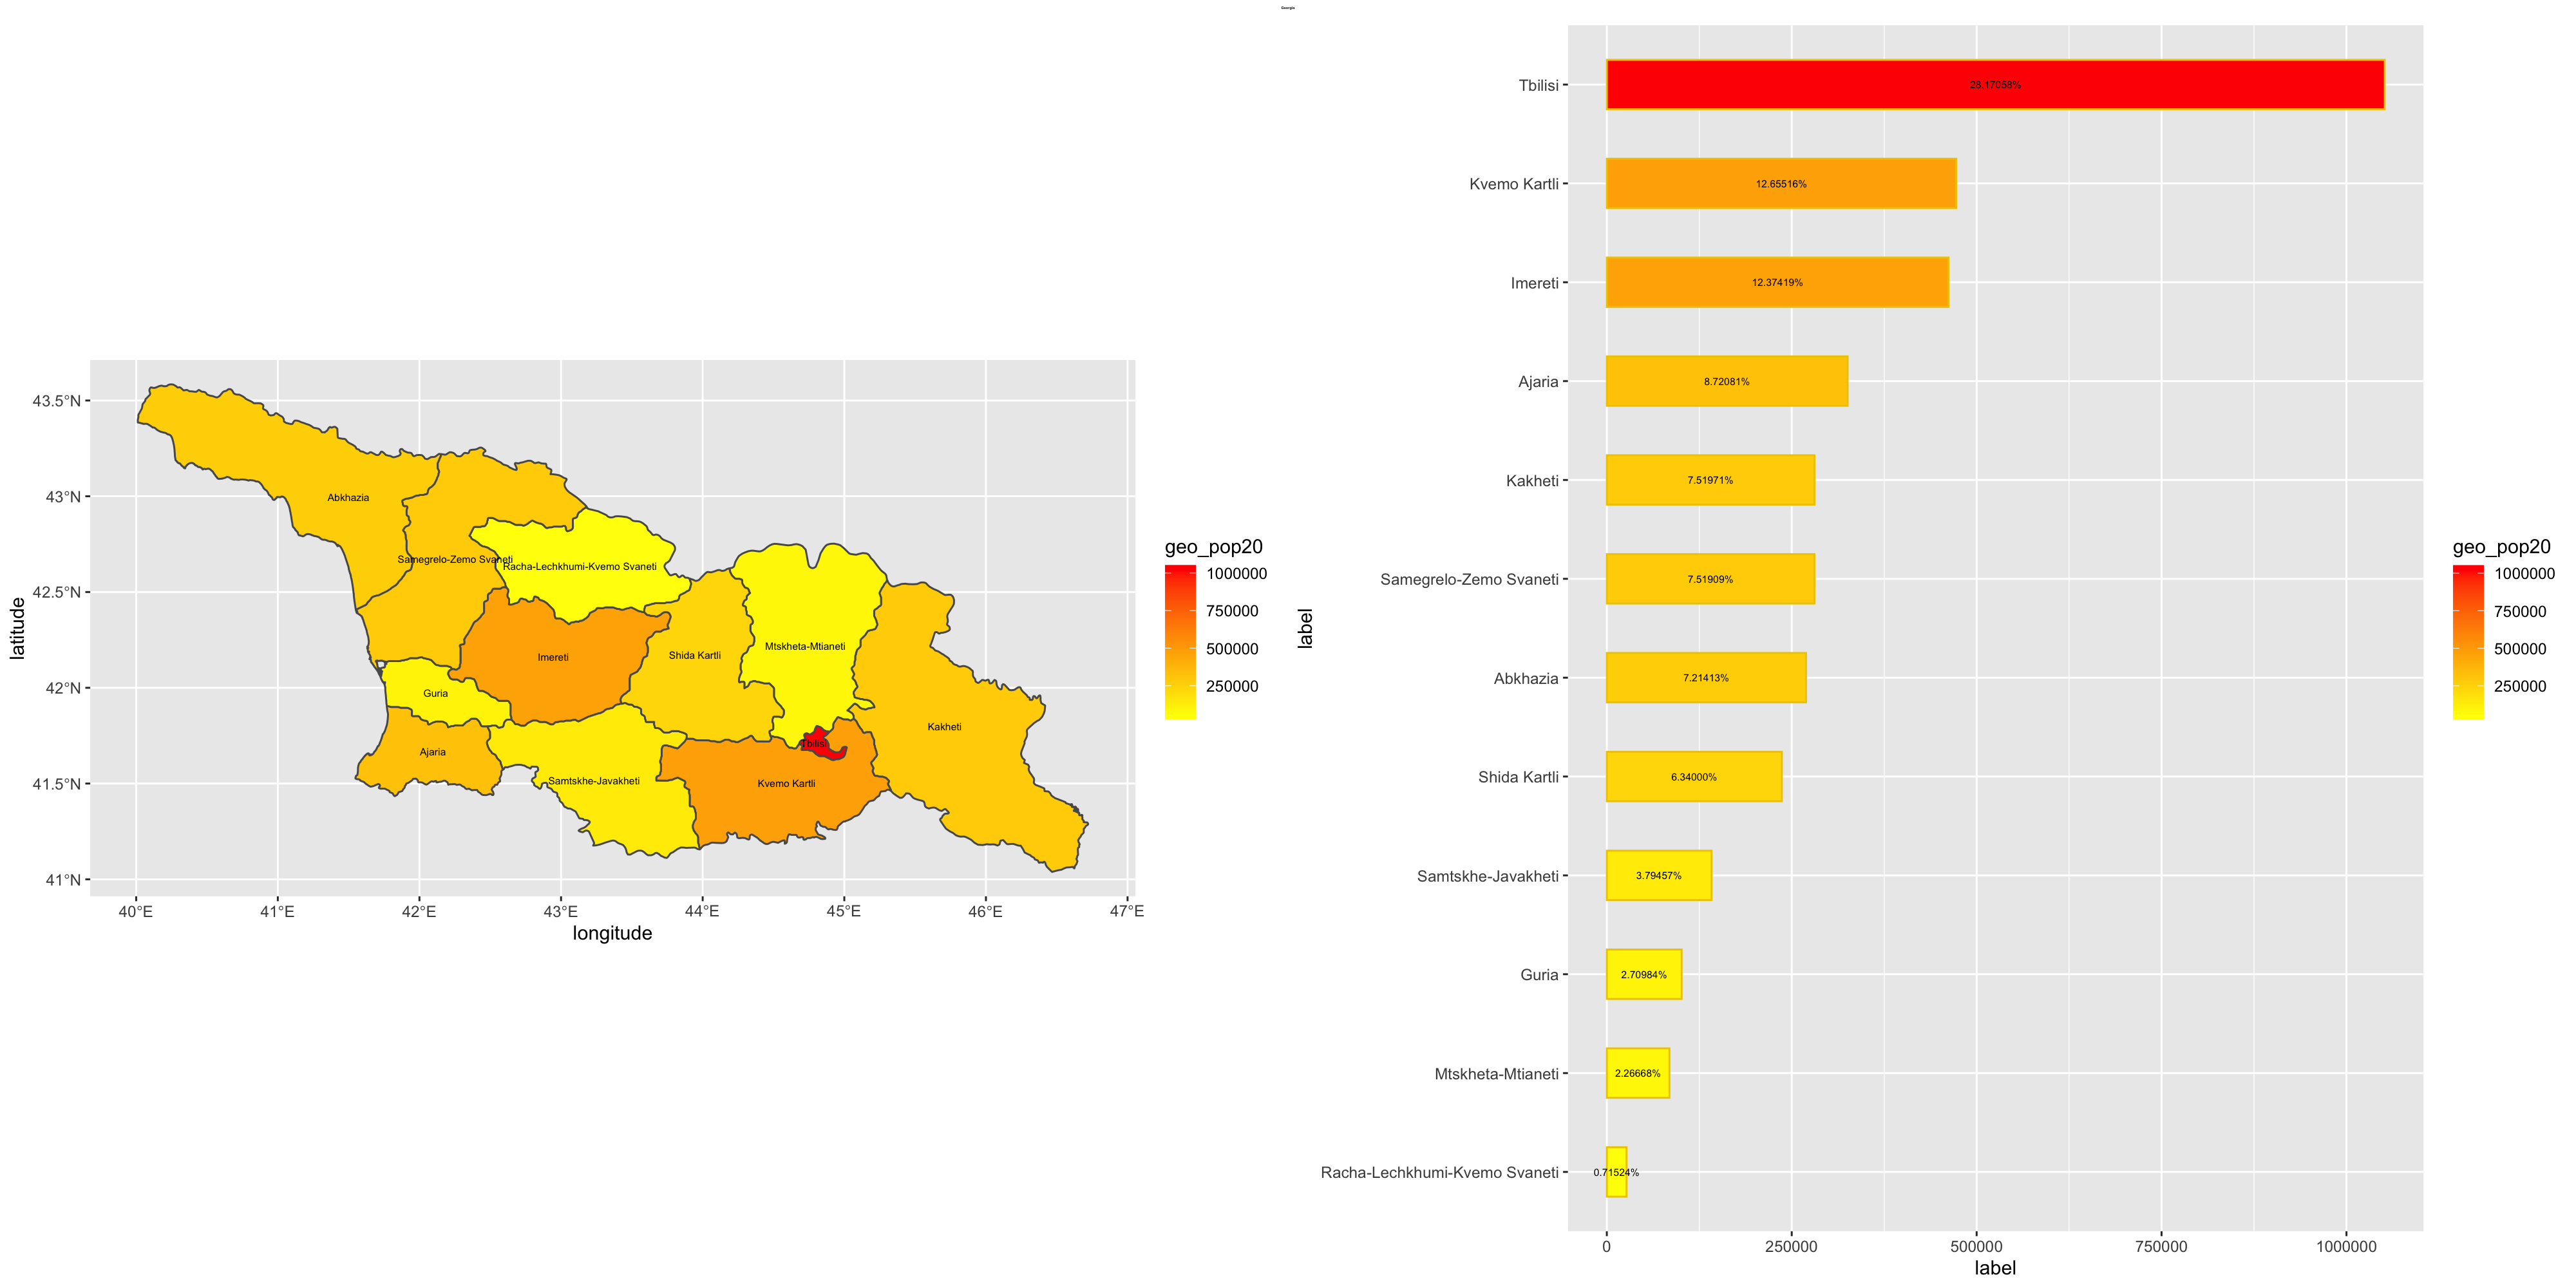 Georgia
43.5°N
43°N
42.5°N
42°N
41.5°N
41°N
latitude
40°E
41°E
42°E
43°E
44°E
45°E
46°E
47°E
longitude
Abkhazia
Samegrelo-Zemo Svaneti
Racha-Lechkhumi-Kvemo Svaneti
Imereti
Shida Kartli
Mtskheta-Mtianeti
Guria
Kakheti
Ajaria
Tbilisi
Samtskhe-Javakheti
Kvemo Kartli
geo_pop20
1000000
750000
500000
250000
label
Tbilisi 28.17058%
Kvemo Kartli 12.65516%
Imereti 12.37419%
Ajaria 8.72081%
Kakheti 7.51971%
Samegrelo-Zemo Svaneti 7.51909%
Abkhazia 7.21413%
Shida Kartli 6.34000%
Samtskhe-Javakheti 3.79457%
Guria 2.70984%
Mtskheta-Mtianeti 2.26668%
Racha-Lechkhumi-Kvemo Svaneti 0.71524%
0
250000
500000
750000
1000000
label
geo_pop20
1000000
750000
500000
250000